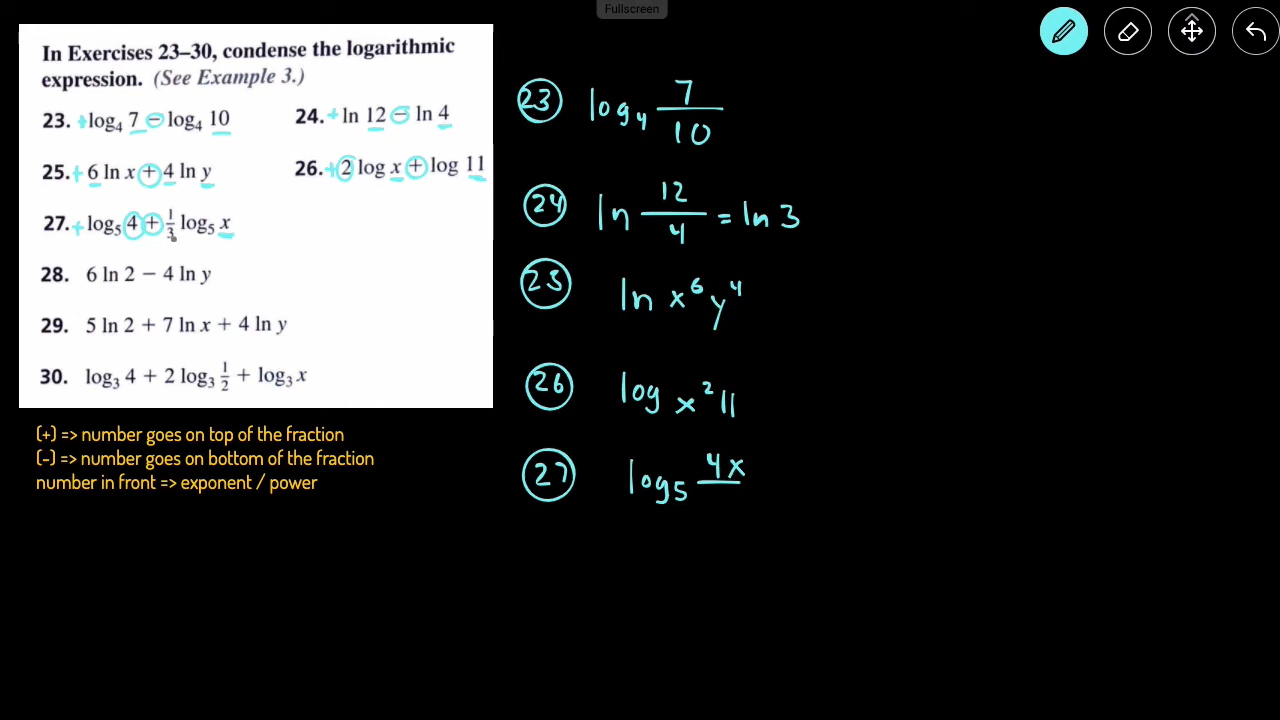 Fullscreen
In Exercises 23–30, condense the logarithmic
expression. (See Example 3.)
23. + log₄ 7 − log₄ 10
24. + ln 12 − ln 4
25. + 6 ln x + 4 ln y
26. + 2 log x + log 11
27. + log₅ 4 + 1/3 log₅ x
28. 6 ln 2 − 4 ln y
29. 5 ln 2 + 7 ln x + 4 ln y
30. log₃ 4 + 2 log₃ 1/2 + log₃ x
(+) => number goes on top of the fraction
(-) => number goes on bottom of the fraction
number in front => exponent / power
23 log₄ 7/10
24 ln 12/4 = ln 3
25 ln x⁶ y⁴
26 log x² 11
27 log₅ 4x